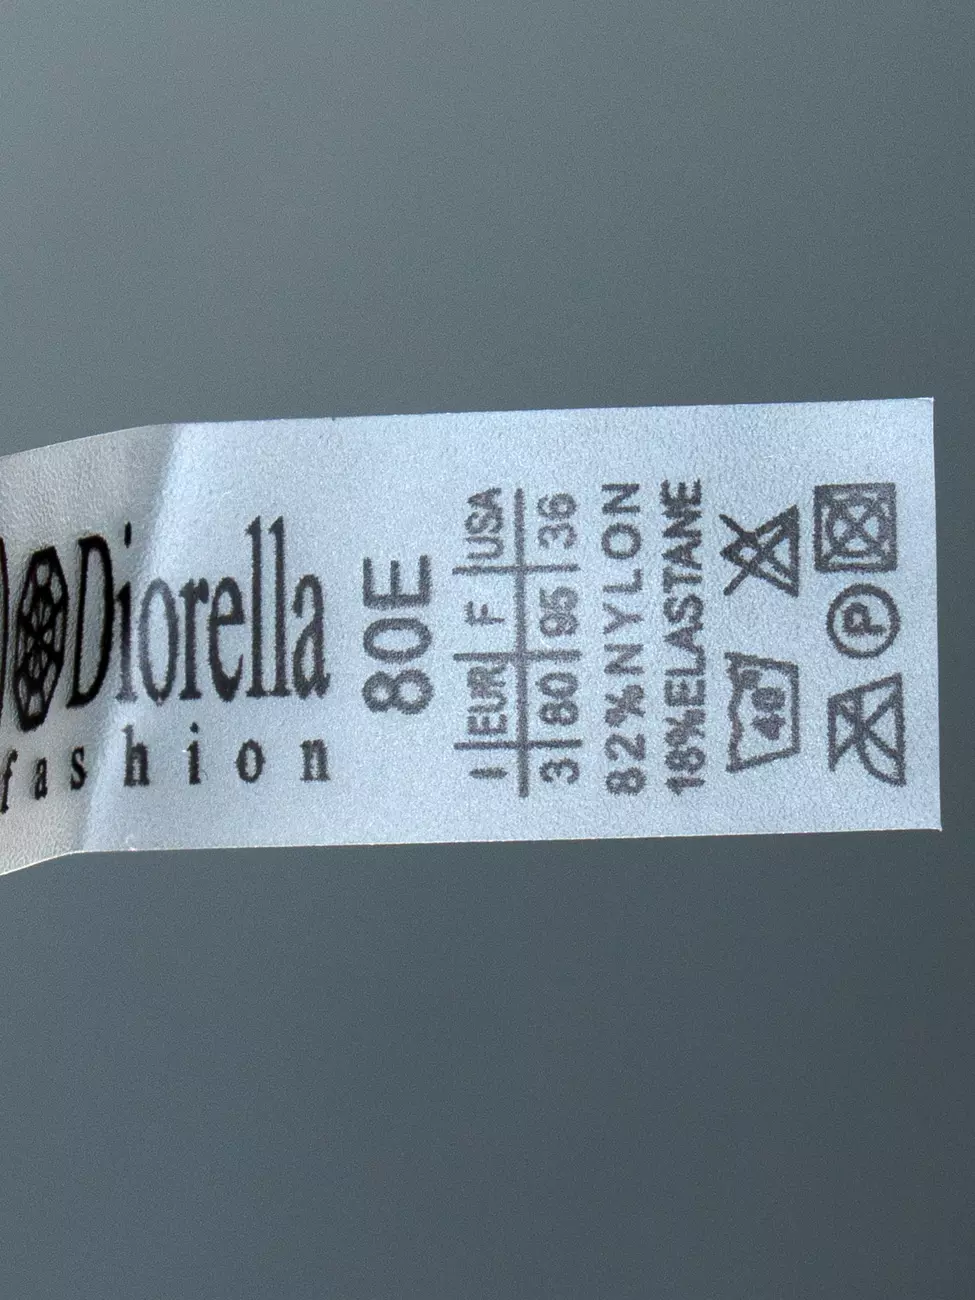 Diorella
fashion
80E
I EUR F USA
3 80 95 36
82%NYLON
18%ELASTANE
40°
P